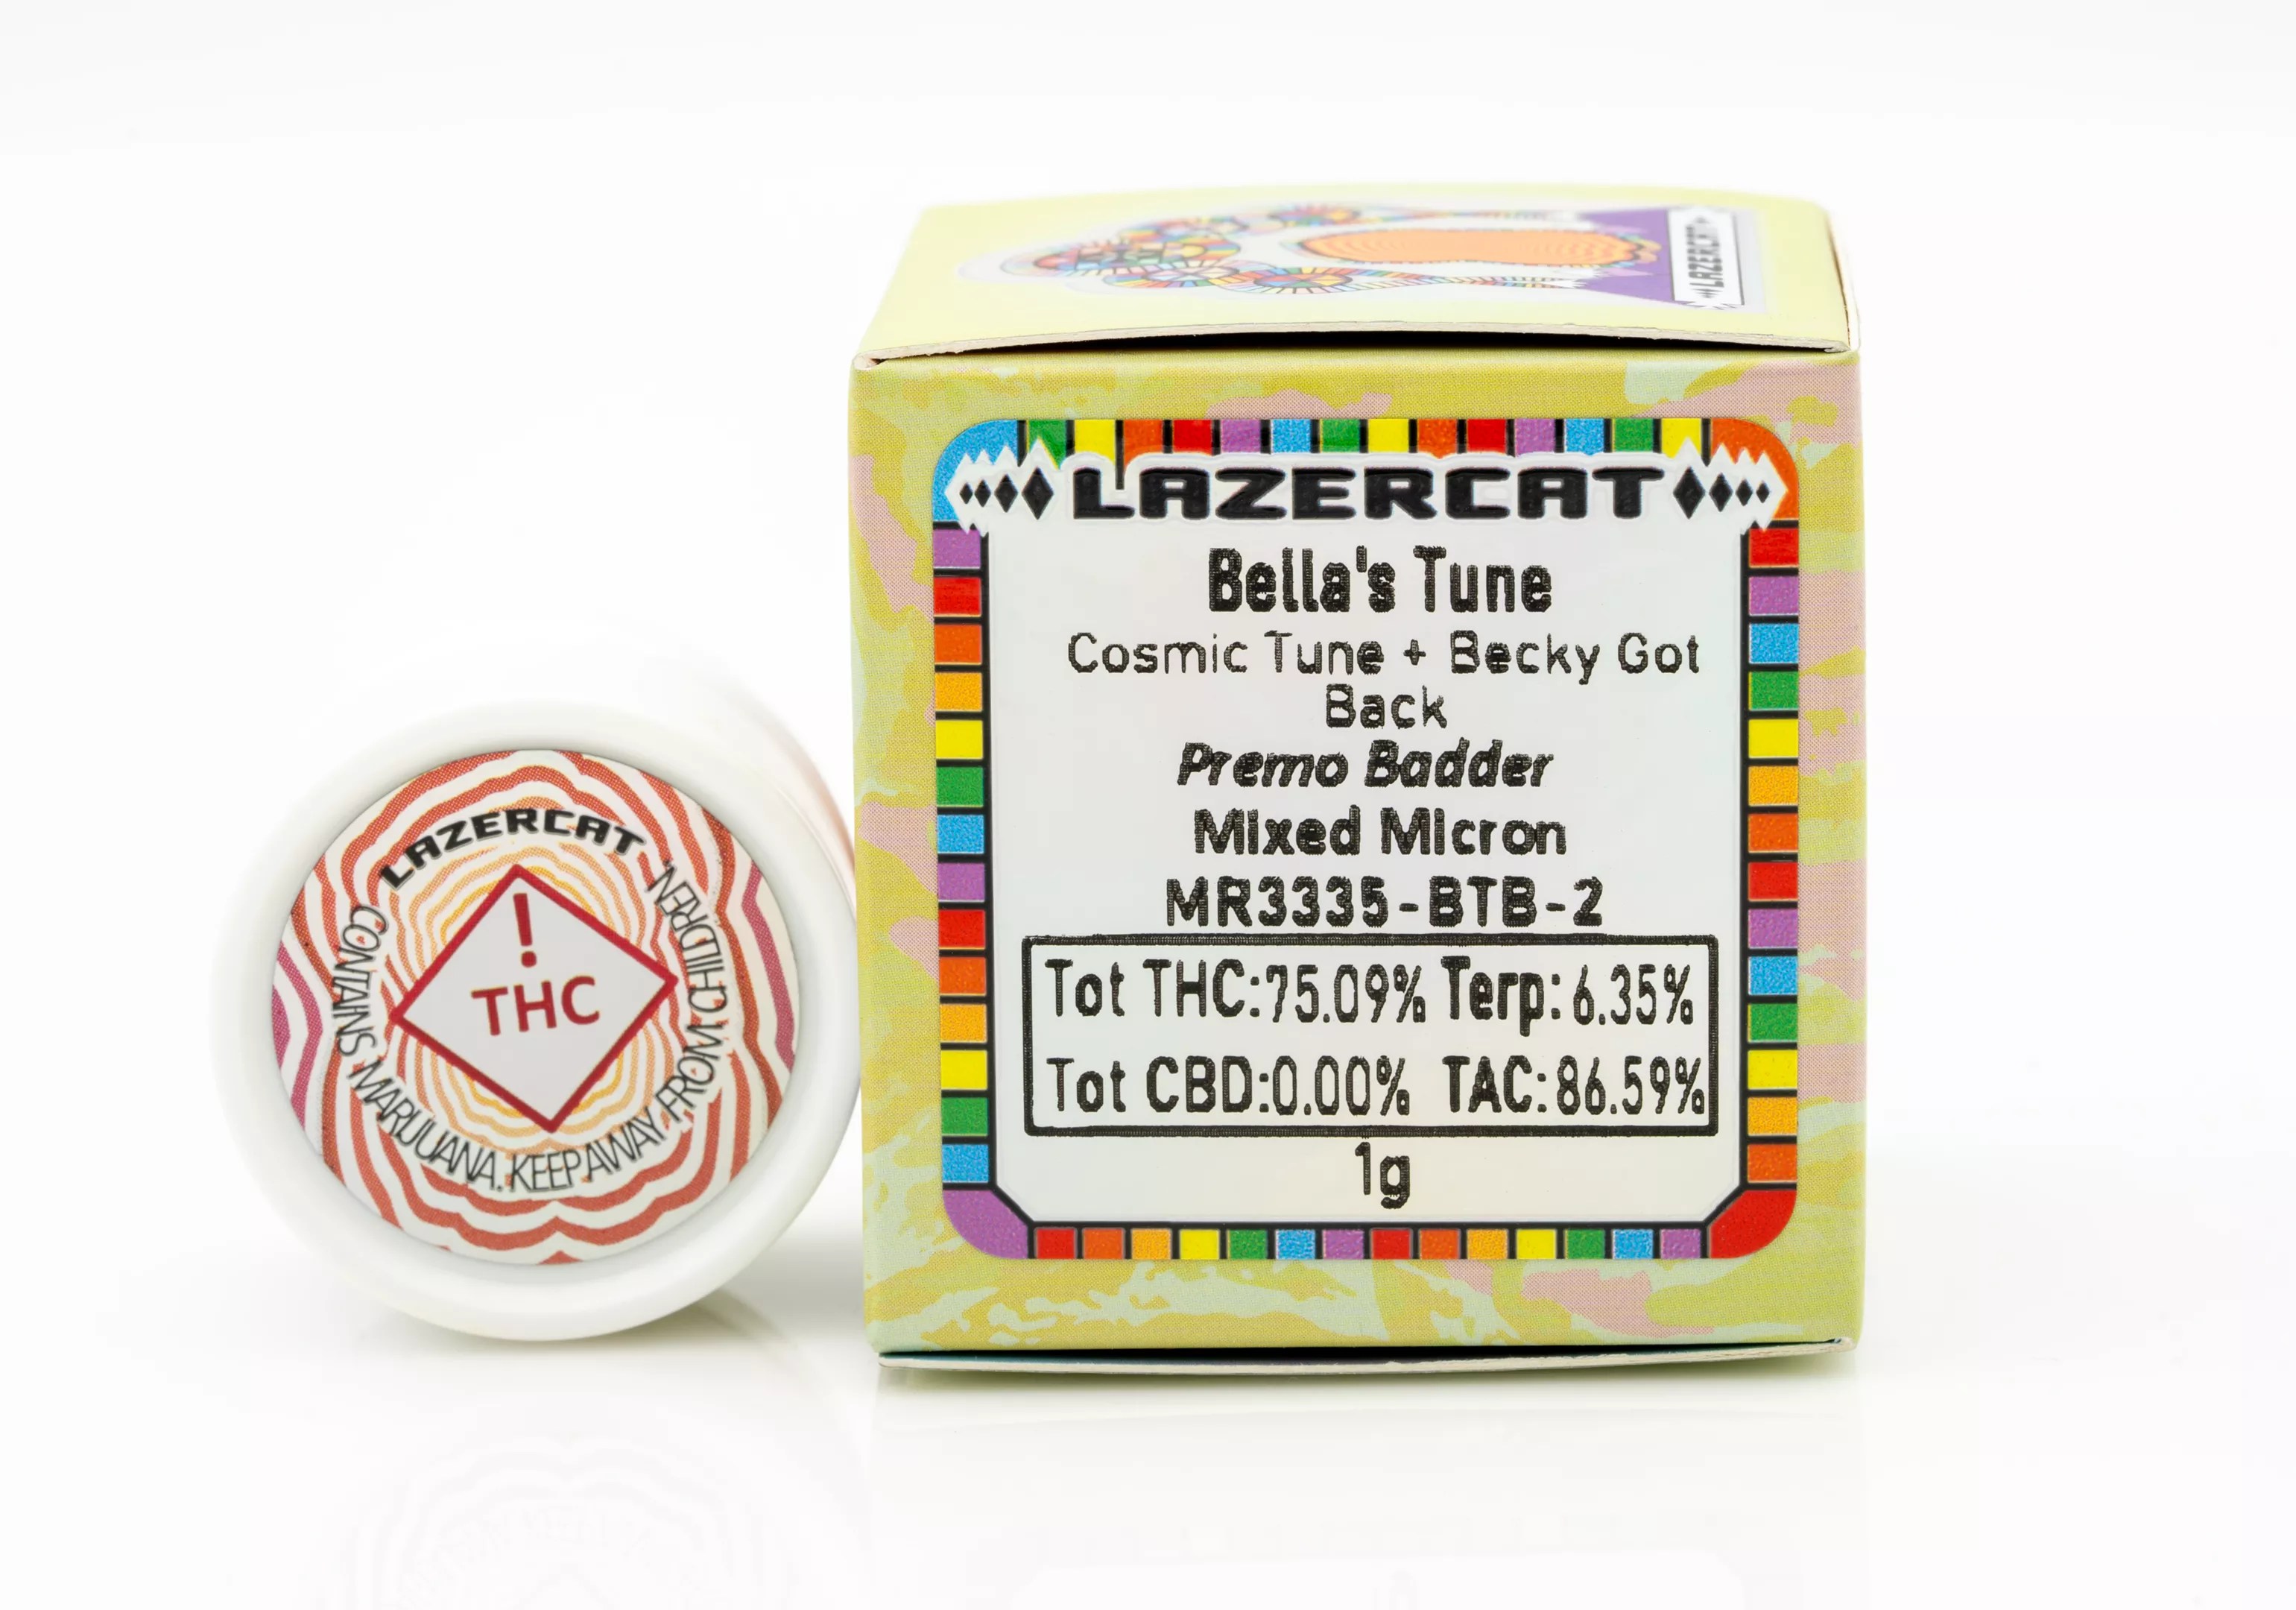 LAZERCAT
LAZERCAT
Bella's Tune
Cosmic Tune + Becky Got
Back
Premo Badder
Mixed Micron
MR3335-BTB-2
Tot THC:75.09% Terp: 6.35%
Tot CBD:0.00% TAC: 86.59%
1g
LAZERCAT
!
THC
CONTAINS MARIJUANA. KEEP AWAY FROM CHILDREN.